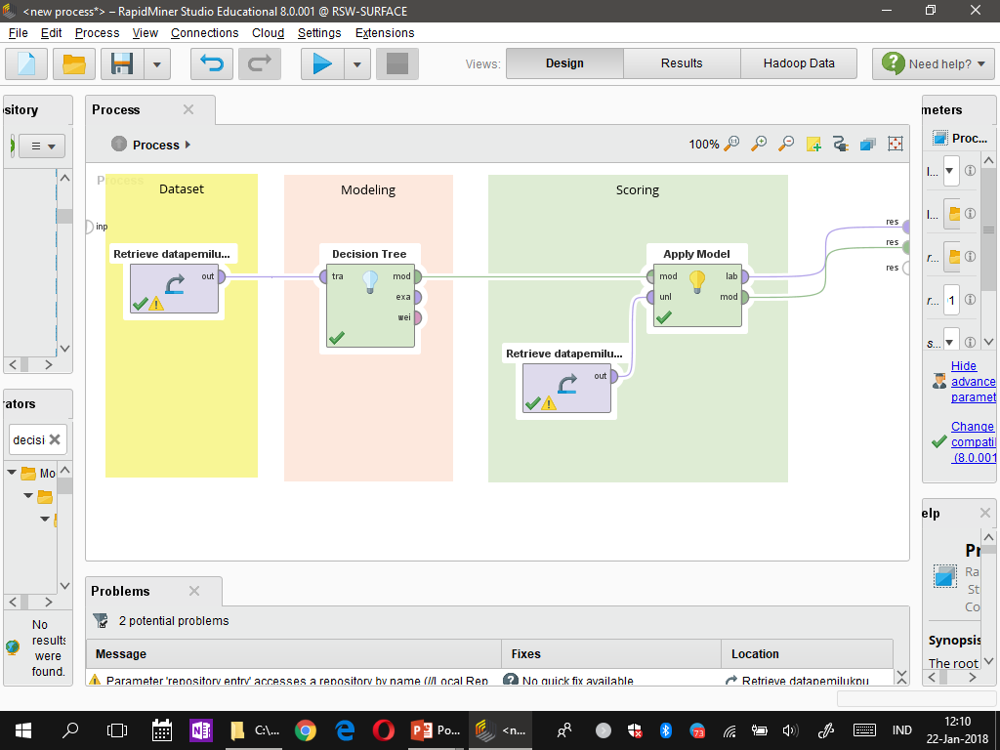 <new process*> – RapidMiner Studio Educational 8.0.001 @ RSW-SURFACE
File Edit Process View Connections Cloud Settings Extensions
Views: Design Results Hadoop Data Need help?
sitory
Process
meters
Process
100%
Proc...
Process
Dataset
Modeling
Scoring
inp
res
res
res
Retrieve datapemilu...
out
Decision Tree
tra
mod
exa
wei
Apply Model
mod
unl
lab
mod
Retrieve datapemilu...
out
l...
l...
r...
r...
s...
Hide
advance
paramet
Change
compatil
(8.0.001
rators
decisi
Mo
No
results
were
found.
Problems
2 potential problems
Message Fixes Location
Parameter 'repository entry' accesses a repository by name (//Local Rep No quick fix available Retrieve datapemilukpu
elp
Pr
Ra
St
Co
Synopsis
The root
C:\... Po... <n... 73 IND
12:10
22-Jan-2018